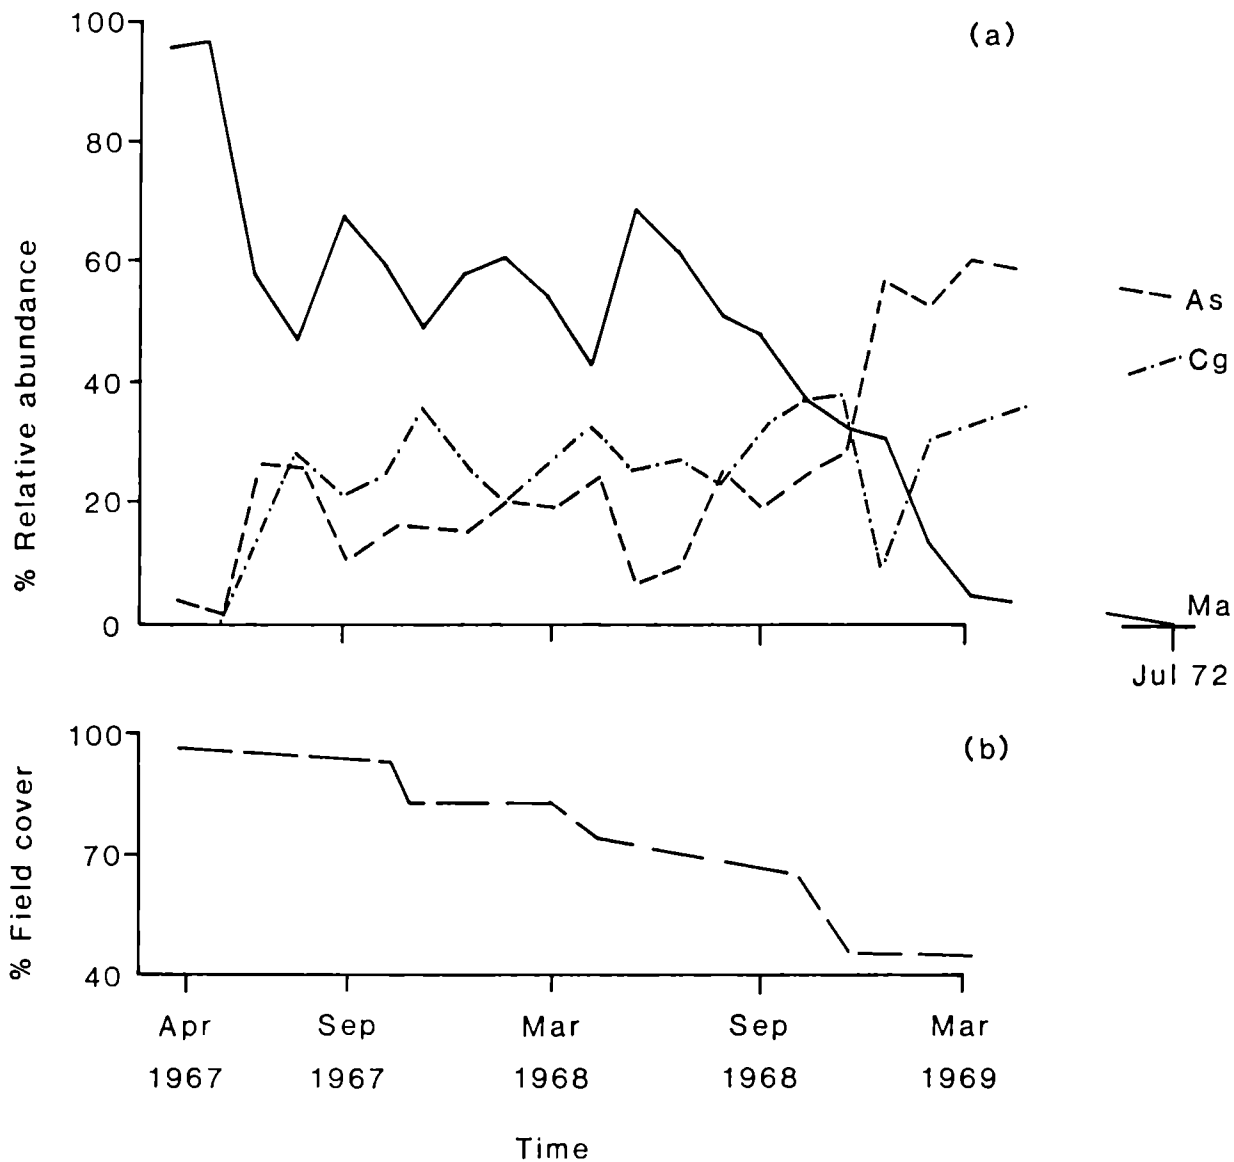 (a)
100
80
60
40
20
0
% Relative abundance
As
Cg
Ma
Jul 72
(b)
100
70
40
% Field cover
Apr Sep Mar Sep Mar
1967 1967 1968 1968 1969
Time